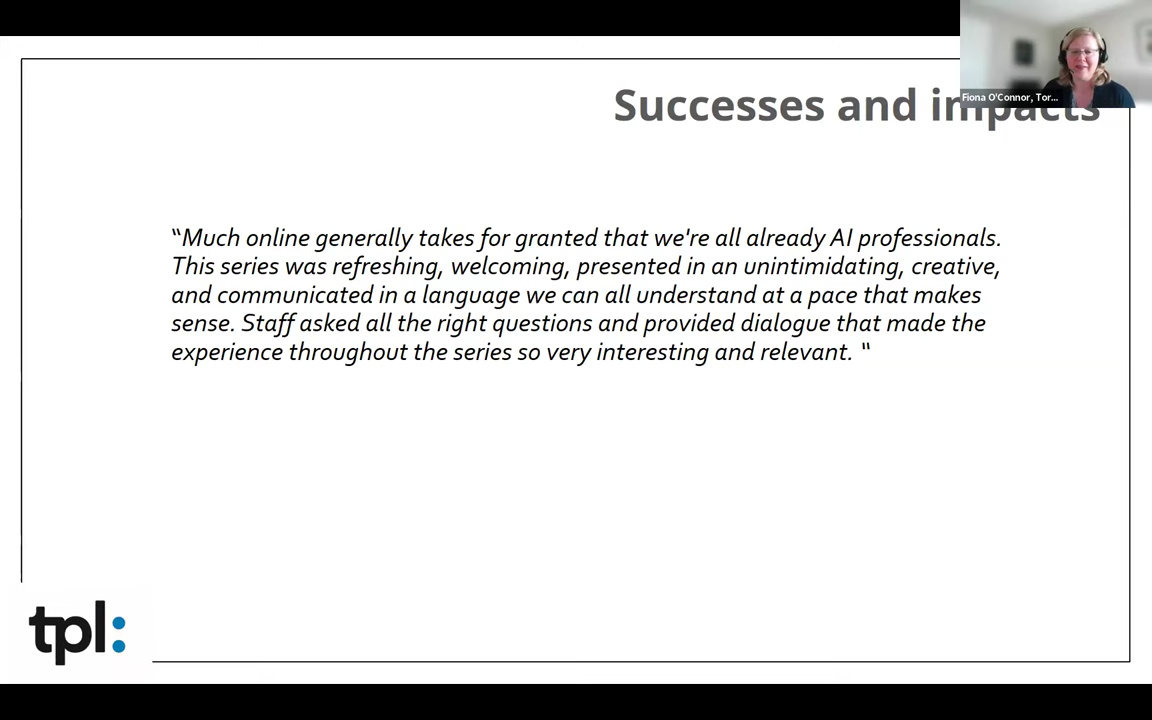 Successes and impacts
Fiona O'Connor, Tor...
“Much online generally takes for granted that we're all already AI professionals.
This series was refreshing, welcoming, presented in an unintimidating, creative,
and communicated in a language we can all understand at a pace that makes
sense. Staff asked all the right questions and provided dialogue that made the
experience throughout the series so very interesting and relevant. “
tpl: